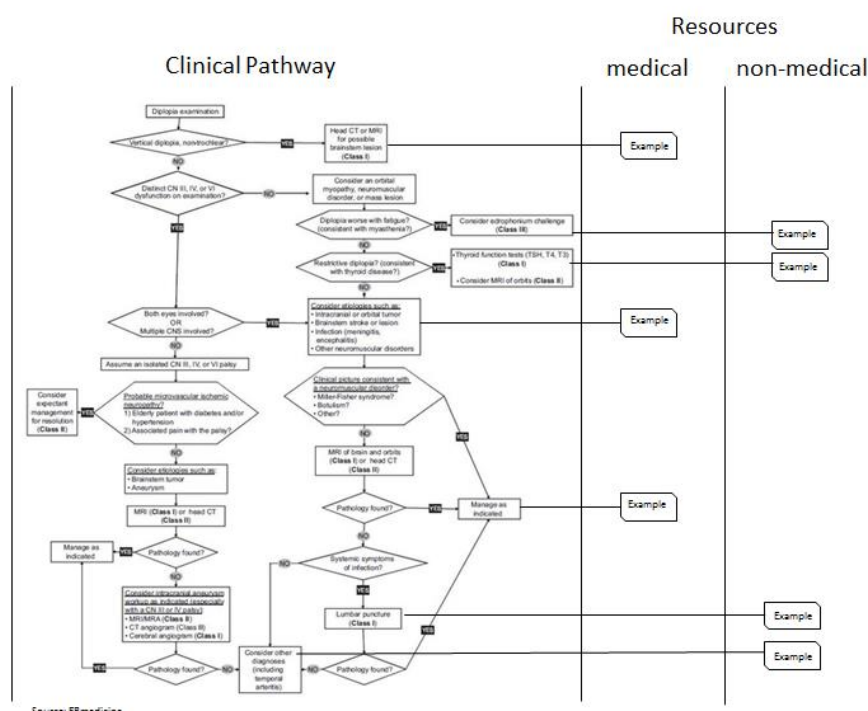 Resources
Clinical Pathway
medical
non-medical
Diplopia examination
Vertical diplopia, nontrochlear?
YES
Head CT or MRI
for possible
brainstem lesion
(Class I)
Example
NO
Distinct CN III, IV, or VI
dysfunction on examination?
NO
Consider an orbital
myopathy, neuromuscular
disorder, or mass lesion
YES
Diplopia worse with fatigue?
(consistent with myasthenia?)
YES
Consider edrophonium challenge
(Class III)
Example
NO
Restrictive diplopia? (consistent
with thyroid disease?)
YES
• Thyroid function tests (TSH, T4, T3)
(Class I)
• Consider MRI of orbits (Class II)
Example
NO
Both eyes involved?
OR
Multiple CNS involved?
YES
Consider etiologies such as:
• Intracranial or orbital tumor
• Brainstem stroke or lesion
• Infection (meningitis,
encephalitis)
• Other neuromuscular disorders
Example
NO
Assume an isolated CN III, IV, or VI palsy
Consider
expectant
management
for resolution
(Class II)
YES
Probable microvascular ischemic
neuropathy?
1) Elderly patient with diabetes and/or
hypertension
2) Associated pain with the palsy?
Clinical picture consistent with
a neuromuscular disorder?
• Miller-Fisher syndrome?
• Botulism?
• Other?
YES
NO
NO
Consider etiologies such as:
• Brainstem tumor
• Aneurysm
MRI of brain and orbits
(Class I) or head CT
(Class II)
MRI (Class I) or head CT
(Class II)
Pathology found?
YES
Manage as
indicated
Example
Manage as
indicated
YES
Pathology found?
NO
NO
Systemic symptoms
of infection?
NO
YES
Consider intracranial aneurysm
workup as indicated (especially
with a CN III or IV palsy)
• MRI/MRA (Class II)
• CT angiogram (Class III)
• Cerebral angiogram (Class I)
Lumbar puncture
(Class I)
Example
YES
YES
Pathology found?
NO
Consider other
diagnoses
(including
temporal
arteritis)
NO
Pathology found?
Example